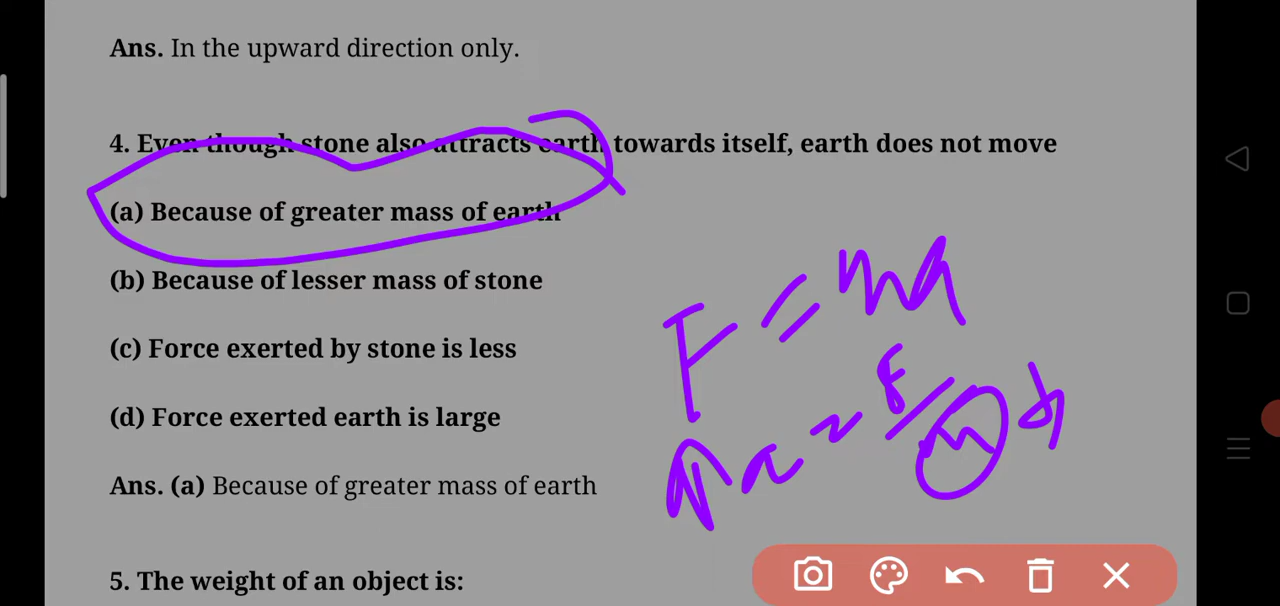 Ans. In the upward direction only.
4. Even though stone also attracts earth towards itself, earth does not move
(a) Because of greater mass of earth
(b) Because of lesser mass of stone
F = ma
(c) Force exerted by stone is less
(d) Force exerted earth is large
Ans. (a) Because of greater mass of earth
5. The weight of an object is: